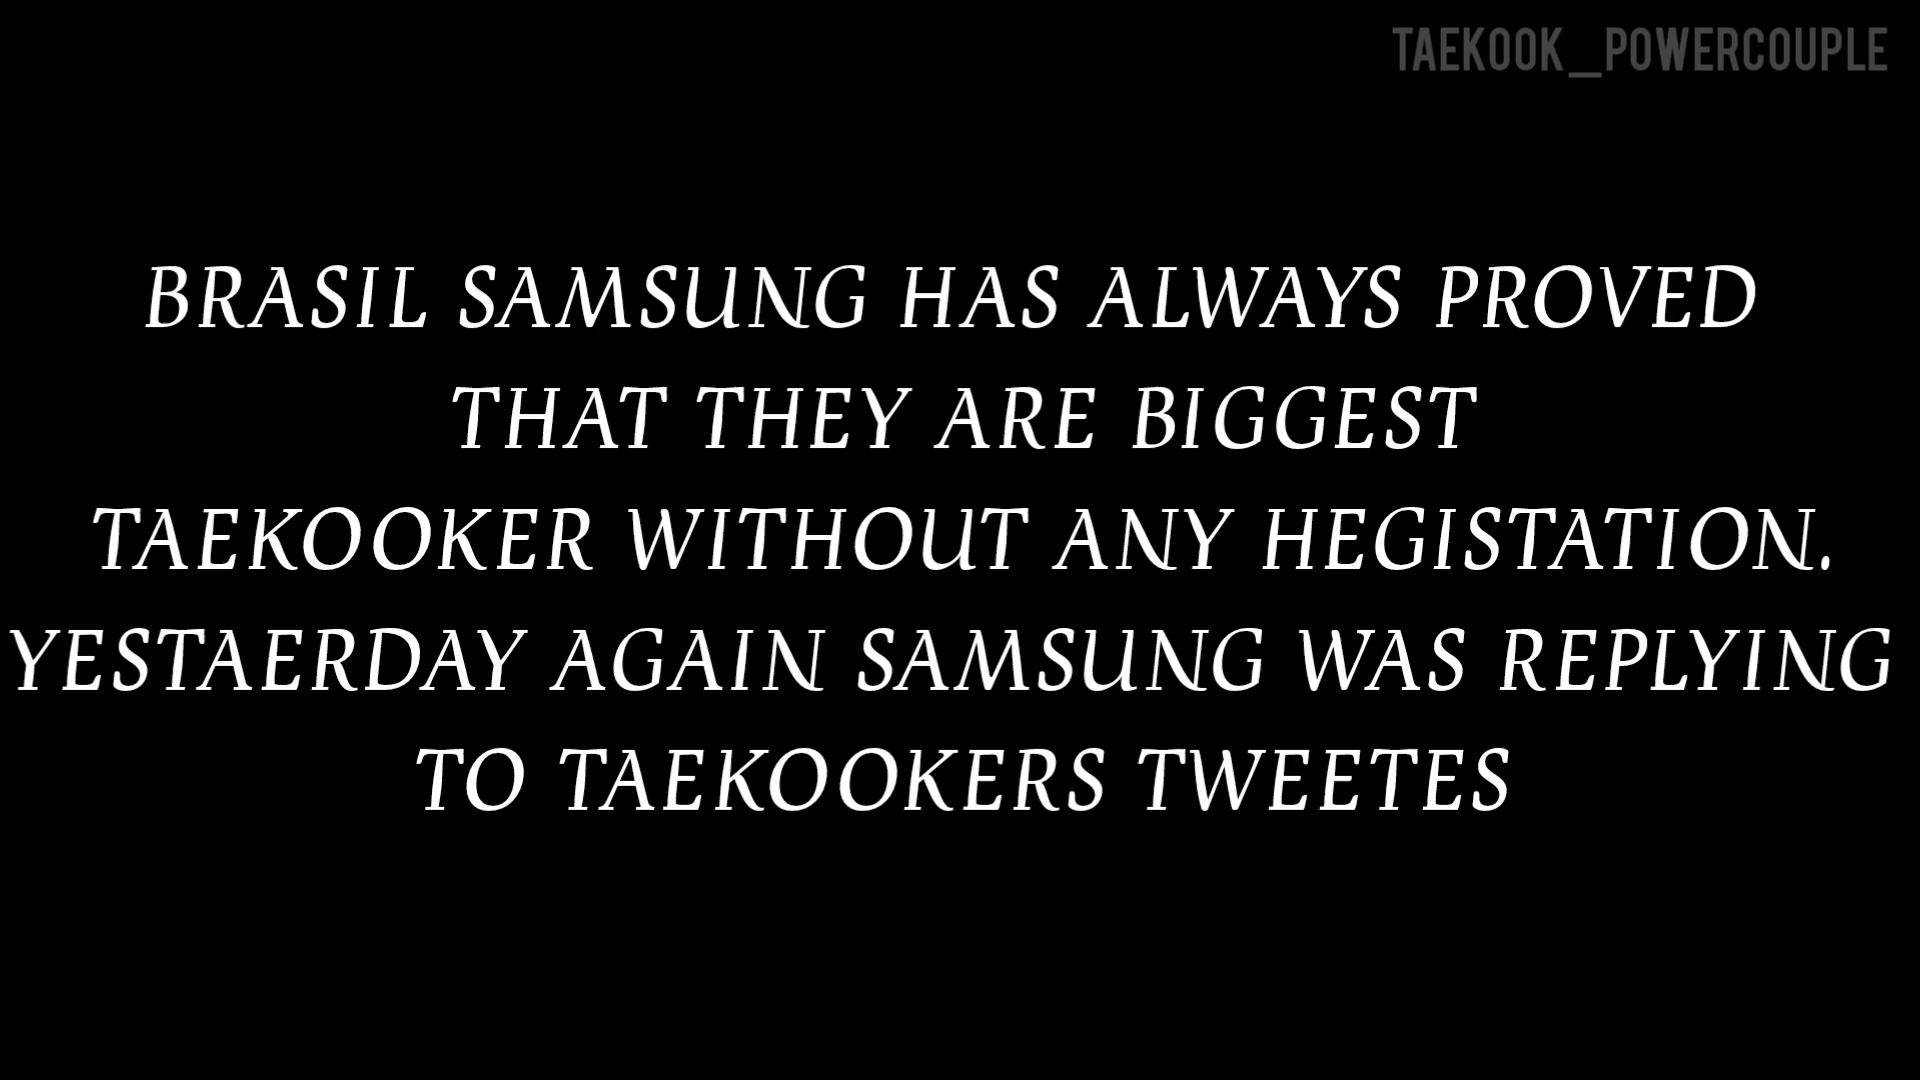 TAEKOOK_POWERCOUPLE
BRASIL SAMSUNG HAS ALWAYS PROVED
THAT THEY ARE BIGGEST
TAEKOOKER WITHOUT ANY HEGISTATION.
YESTAERDAY AGAIN SAMSUNG WAS REPLYING
TO TAEKOOKERS TWEETES